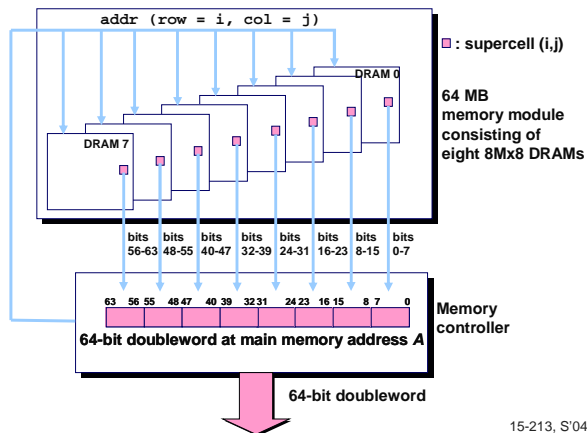 addr (row = i, col = j)
: supercell (i,j)
DRAM 0
64 MB
memory module
consisting of
eight 8Mx8 DRAMs
DRAM 7
bits
56-63
bits
48-55
bits
40-47
bits
32-39
bits
24-31
bits
16-23
bits
8-15
bits
0-7
63 56 55 48 47 40 39 32 31 24 23 16 15 8 7 0
Memory
controller
64-bit doubleword at main memory address A
64-bit doubleword
15-213, S'04